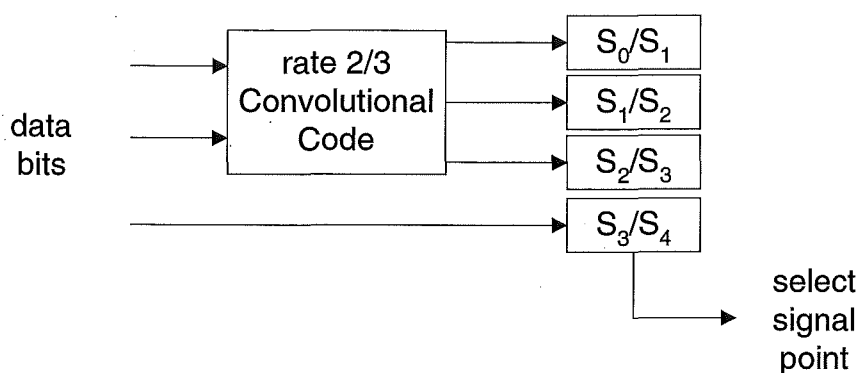 data
bits
rate 2/3
Convolutional
Code
S₀/S₁
S₁/S₂
S₂/S₃
S₃/S₄
select
signal
point